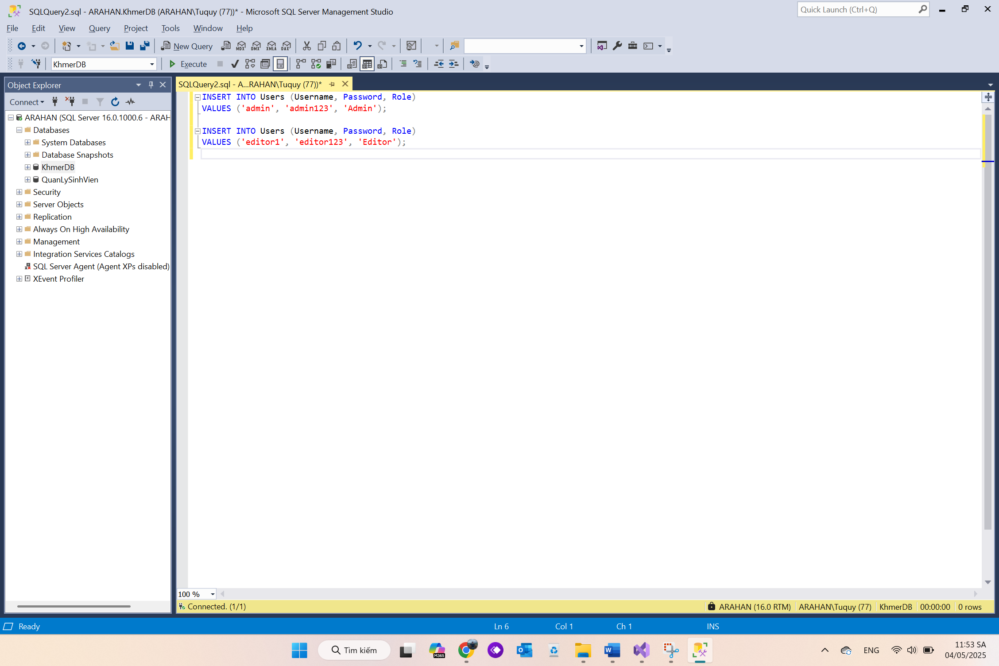 SQLQuery2.sql - ARAHAN.KhmerDB (ARAHAN\Tuquy (77))* - Microsoft SQL Server Management Studio
Quick Launch (Ctrl+Q)
File Edit View Query Project Tools Window Help
New Query MDX DMX XMLA DAX
KhmerDB Execute
Object Explorer
Connect
ARAHAN (SQL Server 16.0.1000.6 - ARAH
Databases
System Databases
Database Snapshots
KhmerDB
QuanLySinhVien
Security
Server Objects
Replication
Always On High Availability
Management
Integration Services Catalogs
SQL Server Agent (Agent XPs disabled)
XEvent Profiler
SQLQuery2.sql - A...RAHAN\Tuquy (77))*
INSERT INTO Users (Username, Password, Role)
VALUES ('admin', 'admin123', 'Admin');
INSERT INTO Users (Username, Password, Role)
VALUES ('editor1', 'editor123', 'Editor');
100 %
Connected. (1/1)
ARAHAN (16.0 RTM) ARAHAN\Tuquy (77) KhmerDB 00:00:00 0 rows
Ready Ln 6 Col 1 Ch 1 INS
Tìm kiếm
M365
ENG
11:53 SA
04/05/2025